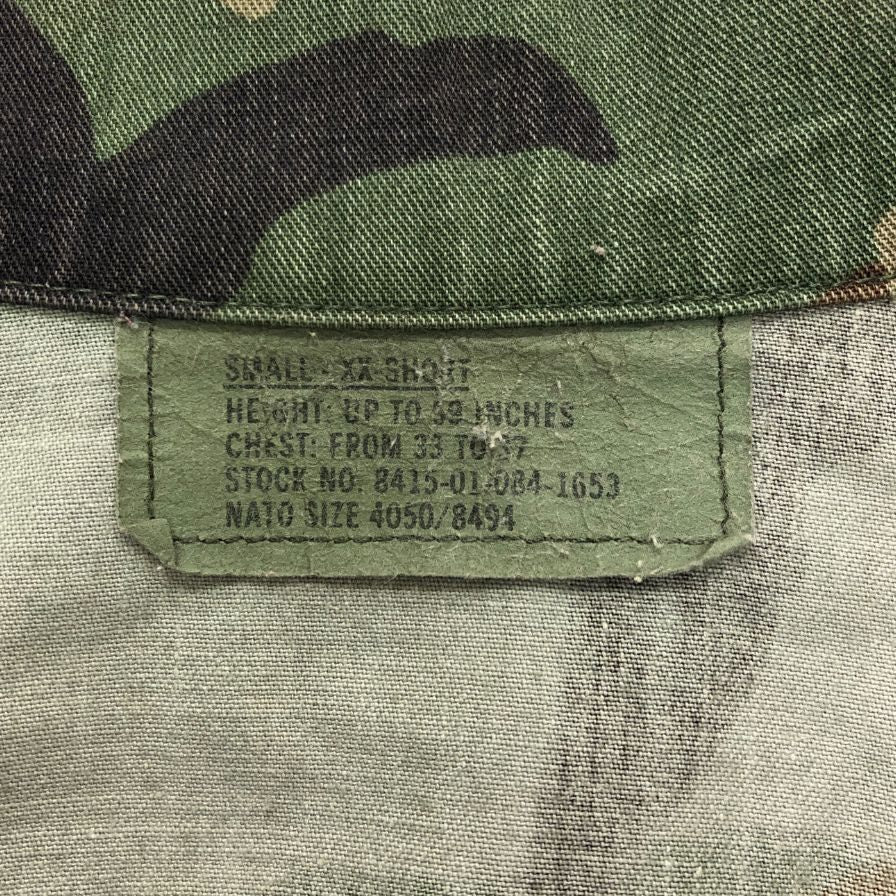 SMALL - XX-SHORT
HEIGHT: UP TO 59 INCHES
CHEST: FROM 33 TO 37
STOCK NO. 8415-01-084-1653
NATO SIZE 4050/8494